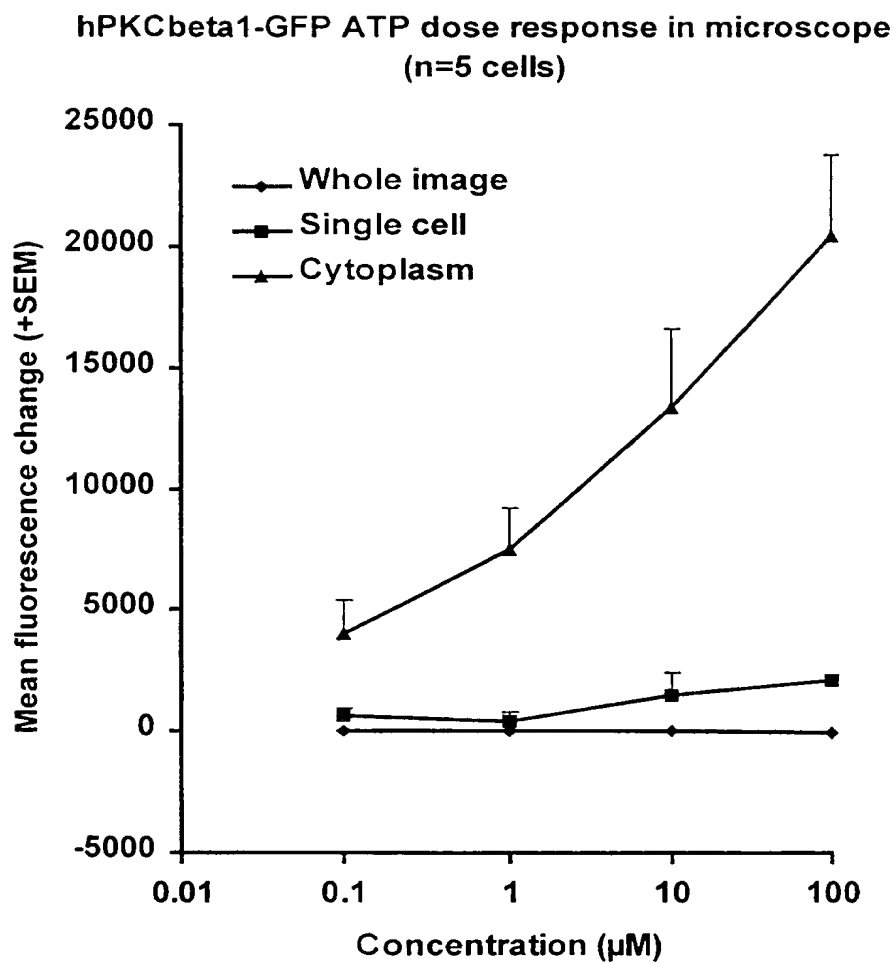 hPKCbeta1-GFP ATP dose response in microscope
(n=5 cells)
25000
20000
15000
10000
5000
0
-5000
Mean fluorescence change (+SEM)
Whole image
Single cell
Cytoplasm
0.01
0.1
1
10
100
Concentration (µM)